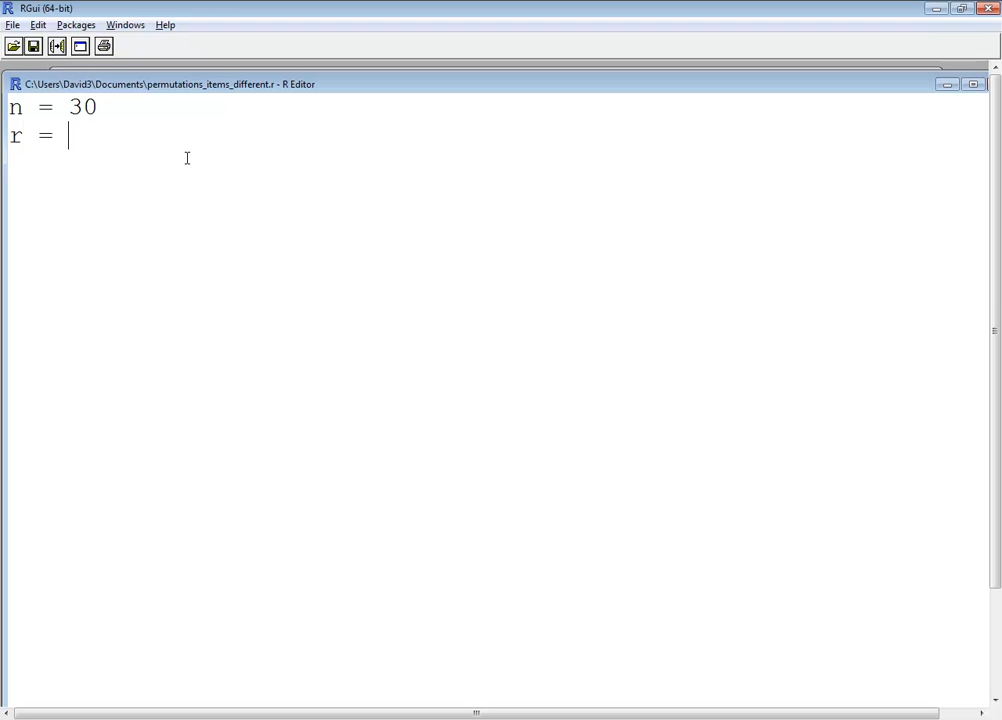 RGui (64-bit)
File Edit Packages Windows Help
C:\Users\David3\Documents\permutations_items_different.r - R Editor
n = 30
r =